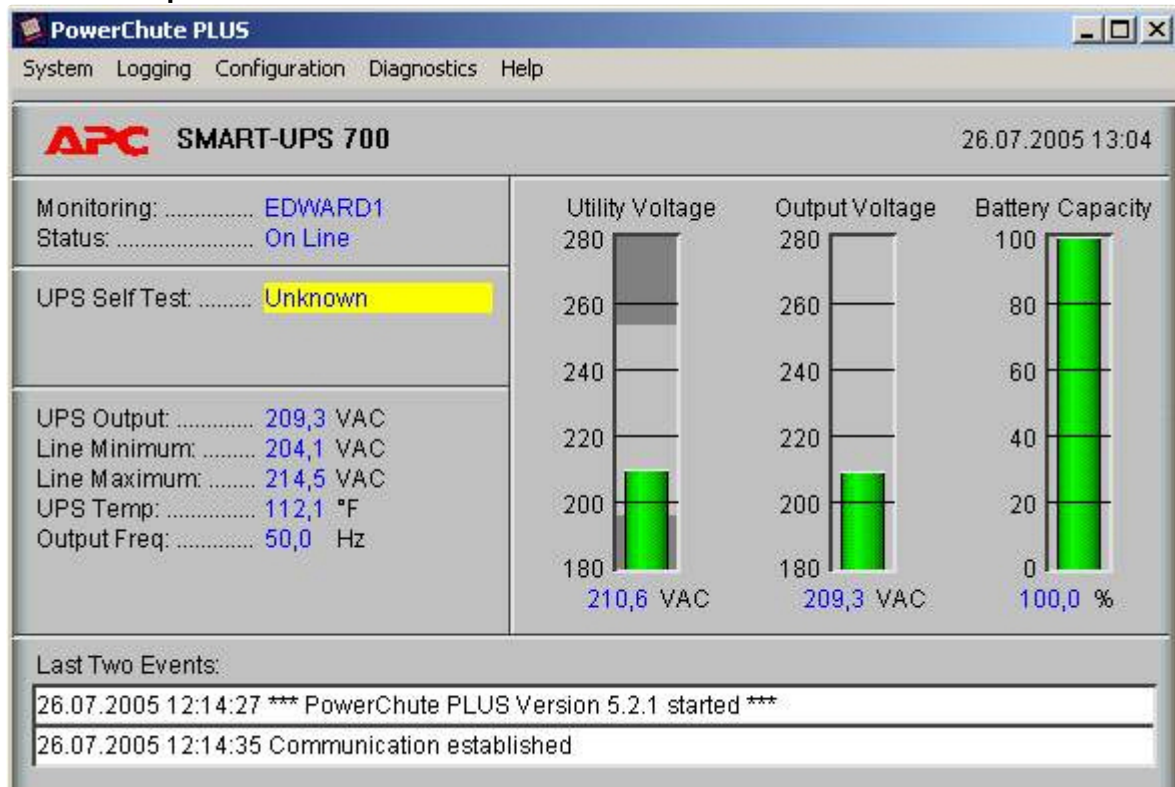 PowerChute PLUS
System Logging Configuration Diagnostics Help
APC SMART-UPS 700 26.07.2005 13:04
Monitoring: .............. EDWARD1
Status: ...................... On Line
UPS Self Test: ......... Unknown
UPS Output: ............. 209,3 VAC
Line Minimum: ......... 204,1 VAC
Line Maximum: ........ 214,5 VAC
UPS Temp: ............... 112,1 °F
Output Freq: ............. 50,0 Hz
Utility Voltage
280
260
240
220
200
180
210,6 VAC
Output Voltage
280
260
240
220
200
180
209,3 VAC
Battery Capacity
100
80
60
40
20
0
100,0 %
Last Two Events:
26.07.2005 12:14:27 *** PowerChute PLUS Version 5.2.1 started ***
26.07.2005 12:14:35 Communication established